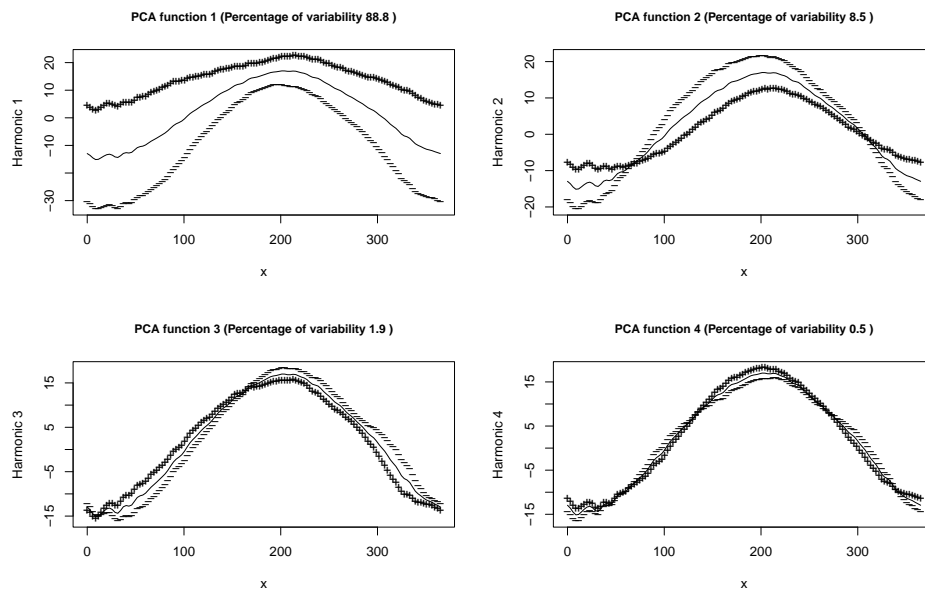 PCA function 1 (Percentage of variability 88.8 )
Harmonic 1
20
10
0
-10
-30
0
100
200
300
x
PCA function 2 (Percentage of variability 8.5 )
Harmonic 2
20
10
0
-10
-20
0
100
200
300
x
PCA function 3 (Percentage of variability 1.9 )
Harmonic 3
15
5
-5
-15
0
100
200
300
x
PCA function 4 (Percentage of variability 0.5 )
Harmonic 4
15
5
-5
-15
0
100
200
300
x